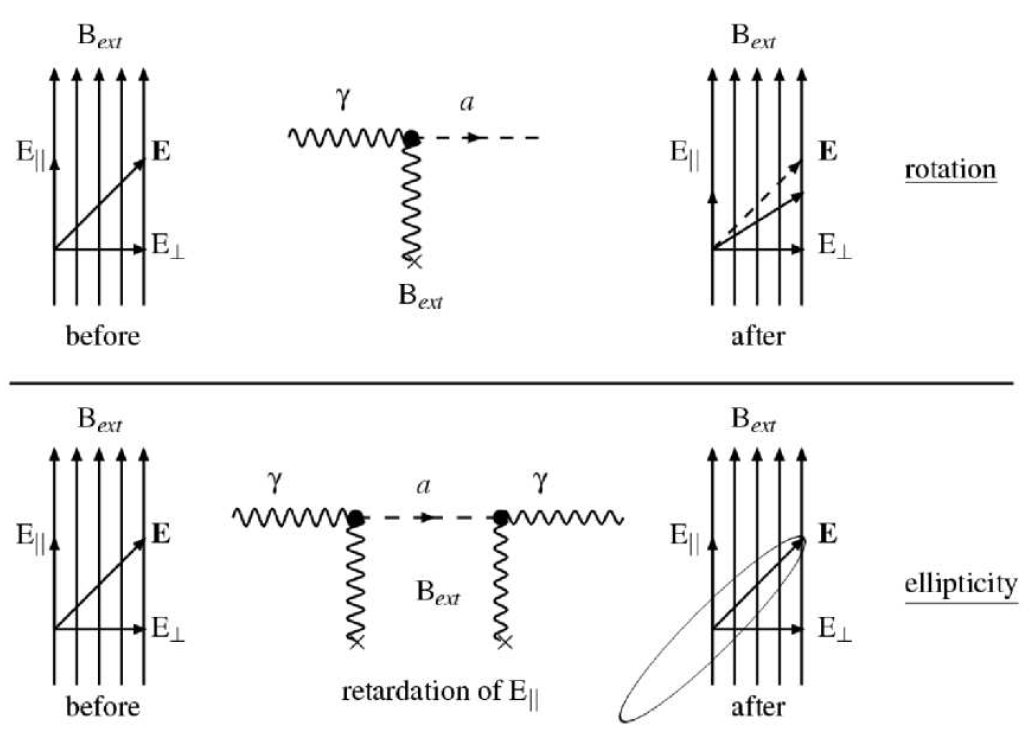 B_ext
γ
a
B_ext
E_||
E
E_||
E
rotation
E_⊥
B_ext
E_⊥
before
after
B_ext
B_ext
γ
a
γ
E_||
E
E_||
E
B_ext
ellipticity
E_⊥
E_⊥
retardation of E_||
before
after